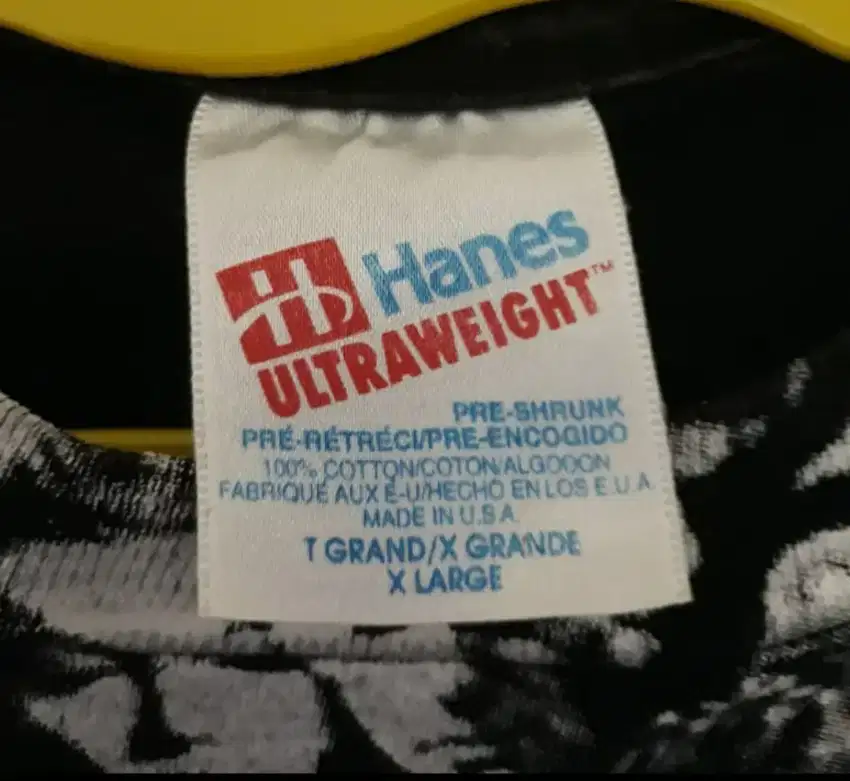 Hanes
ULTRAWEIGHT™
PRE-SHRUNK
PRÉ-RÉTRÉCI/PRE-ENCOGIDO
100% COTTON/COTON/ALGODON
FABRIQUÉ AUX É-U/HECHO EN LOS E.U.A.
MADE IN U.S.A.
T GRAND/X GRANDE
X LARGE